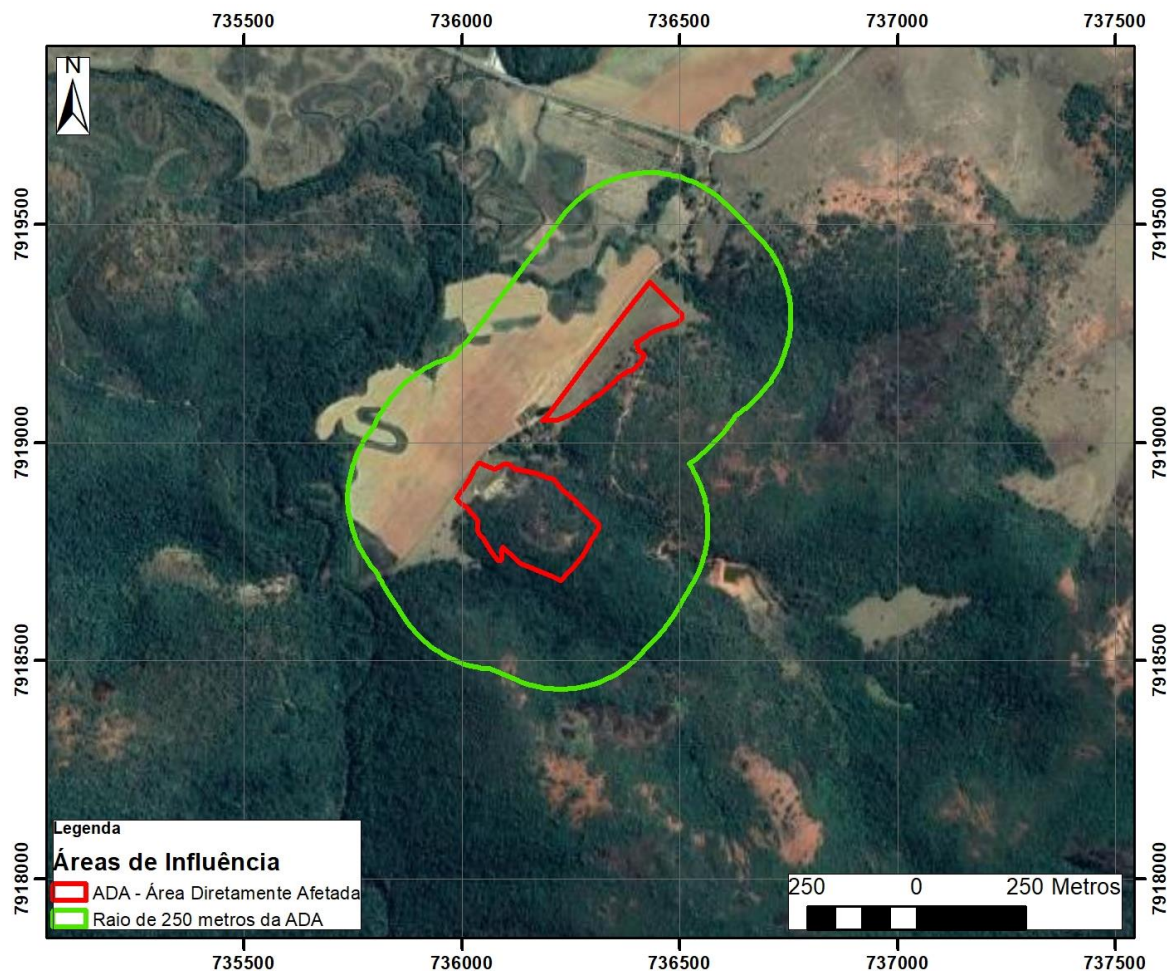 735500 736000 736500 737000 737500
N
7919500 7919500
7919000 7919000
7918500 7918500
7918000 7918000
Legenda
Áreas de Influência
ADA - Área Diretamente Afetada
Raio de 250 metros da ADA
250 0 250 Metros
735500 736000 736500 737000 737500